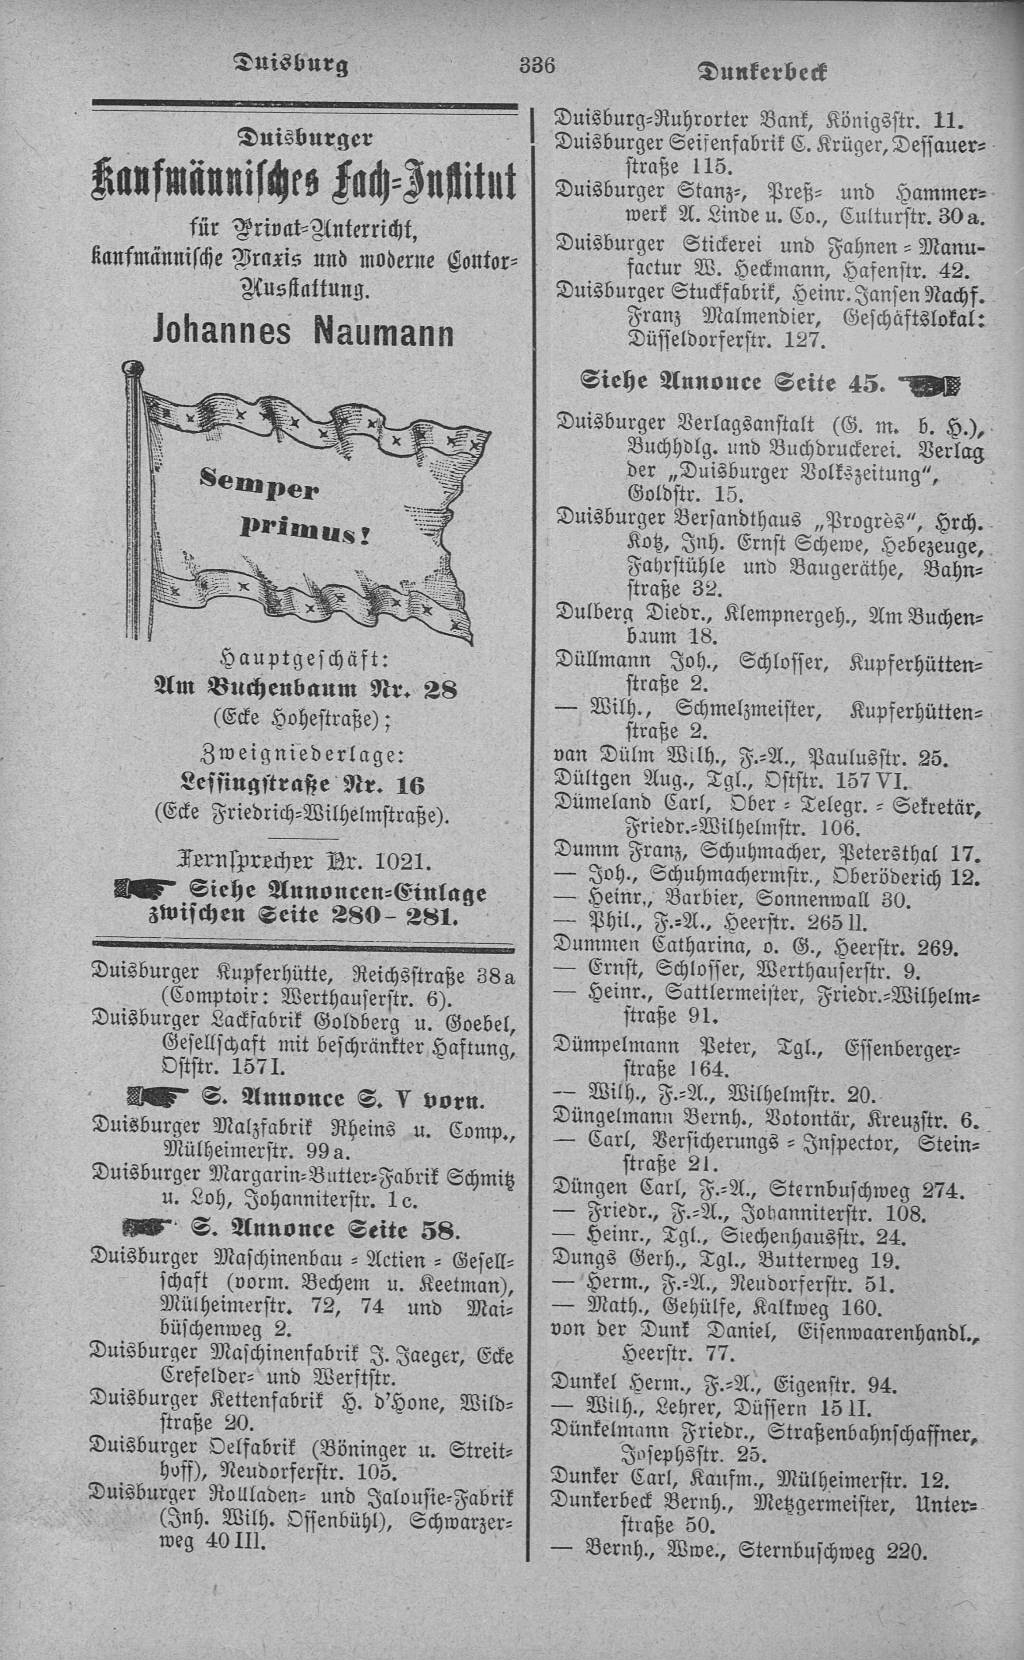 Duisburg
336
Dunkerbeck
Duisburger
Kaufmännisches Fach-Institut
für Privat-Unterricht,
kaufmännische Praxis und moderne Contor-
Ausstattung.
Johannes Naumann
Semper
primus!
Hauptgeschäft:
Am Buchenbaum Nr. 28
(Ecke Hohestraße);
Zweigniederlage:
Lessingstraße Nr. 16
(Ecke Friedrich-Wilhelmstraße).
Fernsprecher Nr. 1021.
Siehe Annoncen-Einlage
zwischen Seite 280–281.
Duisburger Kupferhütte, Reichsstraße 38a
(Comptoir: Werthauserstr. 6).
Duisburger Lackfabrik Goldberg u. Goebel,
Gesellschaft mit beschränkter Haftung,
Oststr. 157 I.
S. Annonce S. V vorn.
Duisburger Malzfabrik Rheins u. Comp.,
Mülheimerstr. 99a.
Duisburger Margarin-Butter-Fabrik Schmitz
u. Loh, Johanniterstr. 1c.
S. Annonce Seite 58.
Duisburger Maschinenbau-Actien-Gesell-
schaft (vorm. Bechem u. Keetman),
Mülheimerstr. 72, 74 und Mai-
büschenweg 2.
Duisburger Maschinenfabrik J. Jaeger, Ecke
Crefelder- und Werftstr.
Duisburger Kettenfabrik H. d'Hone, Wild-
straße 20.
Duisburger Oelfabrik (Böninger u. Streit-
hoff), Neudorferstr. 105.
Duisburger Rollladen- und Jalousie-Fabrik
(Inh. Wilh. Ossenbühl), Schwarzer-
weg 40 III.
Duisburg-Ruhrorter Bank, Königsstr. 11.
Duisburger Seifenfabrik C. Krüger, Dessauer-
straße 115.
Duisburger Stanz-, Preß- und Hammer-
werk A. Linde u. Co., Culturstr. 30a.
Duisburger Stickerei und Fahnen-Manu-
factur W. Heckmann, Hafenstr. 42.
Duisburger Stuckfabrik, Heinr. Jansen Nachf.
Franz Malmendier, Geschäftslokal:
Düsseldorferstr. 127.
Siehe Annonce Seite 45.
Duisburger Verlagsanstalt (G. m. b. H.),
Buchhdlg. und Buchdruckerei. Verlag
der „Duisburger Volkszeitung“,
Goldstr. 15.
Duisburger Versandthaus „Progrès“, Hrch.
Kotz, Inh. Ernst Schewe, Hebezeuge,
Fahrstühle und Baugeräthe, Bahn-
straße 32.
Dulberg Diedr., Klempnergeh., Am Buchen-
baum 18.
Düllmann Joh., Schlosser, Kupferhütten-
straße 2.
— Wilh., Schmelzmeister, Kupferhütten-
straße 2.
van Dülm Wilh., F.-A., Paulusstr. 25.
Dültgen Aug., Tgl., Oststr. 157 VI.
Dümeland Carl, Ober-Telegr.-Sekretär,
Friedr.-Wilhelmstr. 106.
Dumm Franz, Schuhmacher, Petersthal 17.
— Joh., Schuhmachermstr., Oberöderich 12.
— Heinr., Barbier, Sonnenwall 30.
— Phil., F.-A., Heerstr. 265 II.
Dummen Catharina, o. G., Heerstr. 269.
— Ernst, Schlosser, Werthauserstr. 9.
— Heinr., Sattlermeister, Friedr.-Wilhelm-
straße 91.
Dümpelmann Peter, Tgl., Essenberger-
straße 164.
— Wilh., F.-A., Wilhelmstr. 20.
Düngelmann Bernh., Votontär, Kreuzstr. 6.
— Carl, Versicherungs-Inspector, Stein-
straße 21.
Düngen Carl, F.-A., Sternbuschweg 274.
— Friedr., F.-A., Johanniterstr. 108.
— Heinr., Tgl., Siechenhausstr. 24.
Dungs Gerh., Tgl., Butterweg 19.
— Herm., F.-A., Neudorferstr. 51.
— Math., Gehülfe, Kalkweg 160.
von der Dunk Daniel, Eisenwaarenhandl.,
Heerstr. 77.
Dunkel Herm., F.-A., Eigenstr. 94.
— Wilh., Lehrer, Düssern 15 II.
Dünkelmann Friedr., Straßenbahnschaffner,
Josephsstr. 25.
Dunker Carl, Kaufm., Mülheimerstr. 12.
Dunkerbeck Bernh., Metzgermeister, Unter-
straße 50.
— Bernh., Wwe., Sternbuschweg 220.